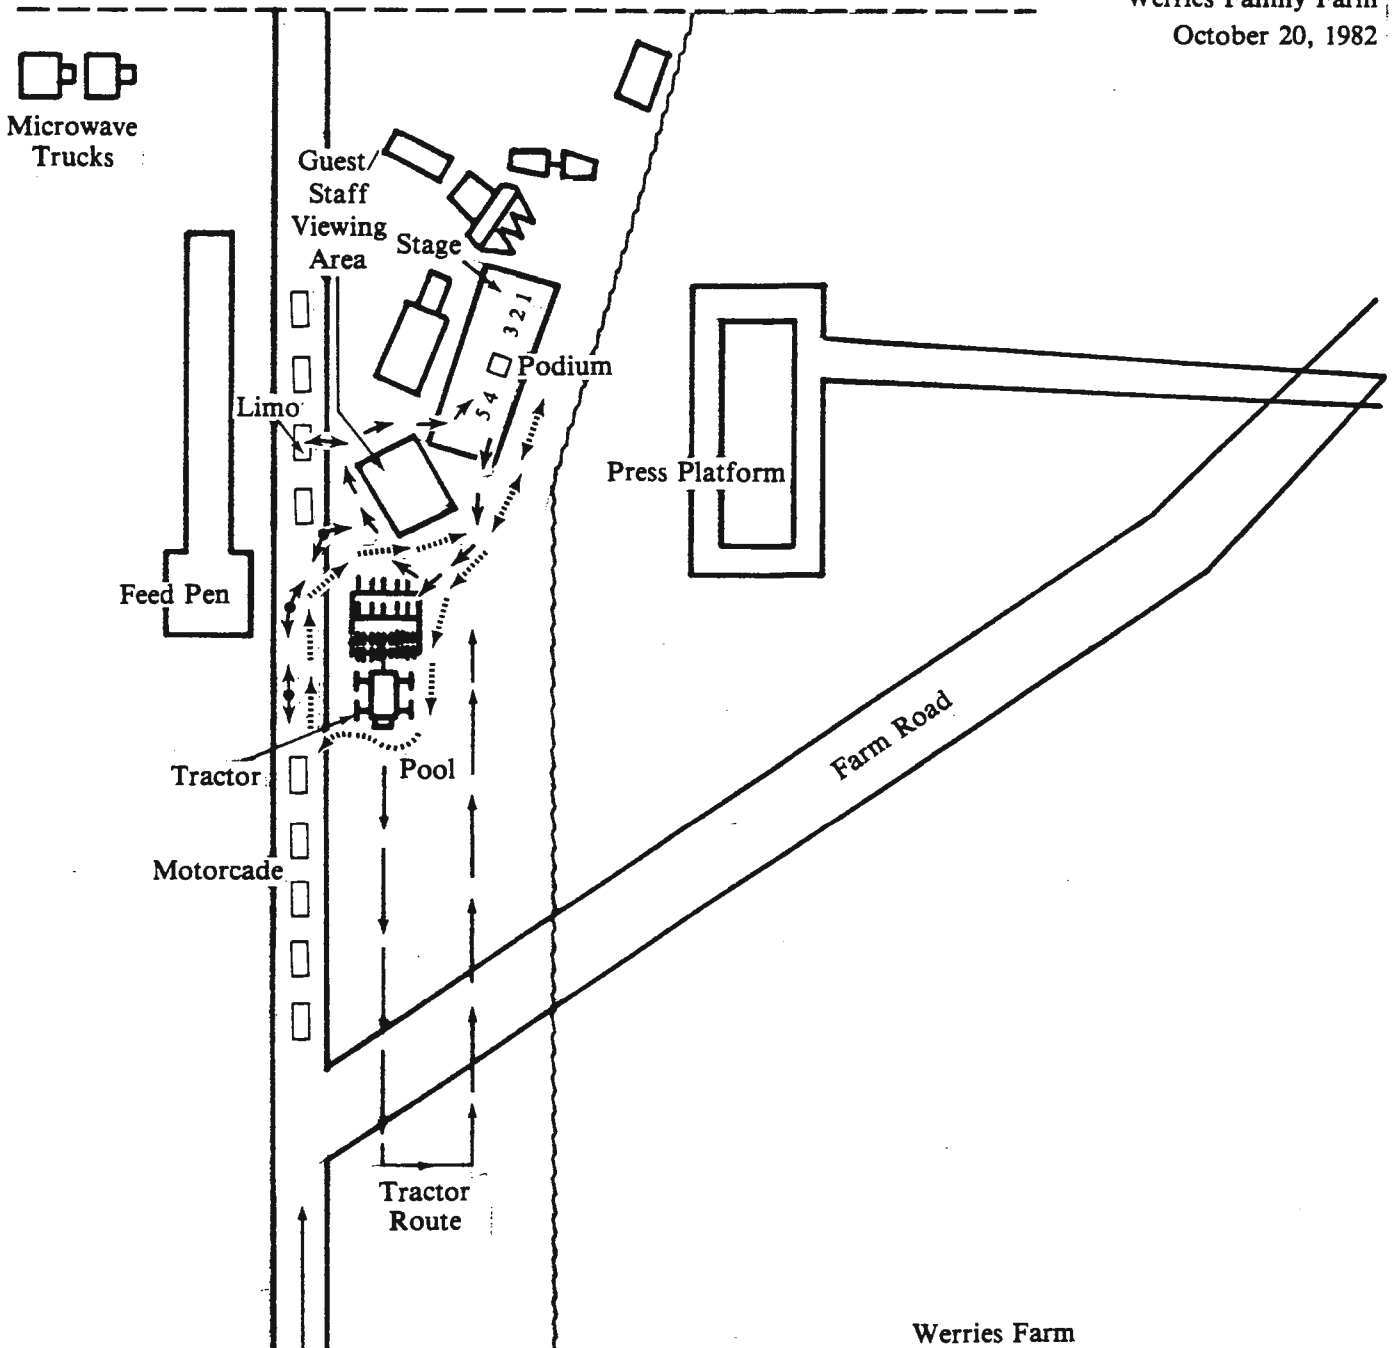 Werries Family Farm
October 20, 1982
Microwave
Trucks
Guest/
Staff
Viewing
Area
Stage
3 2 1
Podium
5 4
Limo
Press Platform
Feed Pen
Farm Road
Tractor
Pool
Motorcade
Tractor
Route
Werries Farm